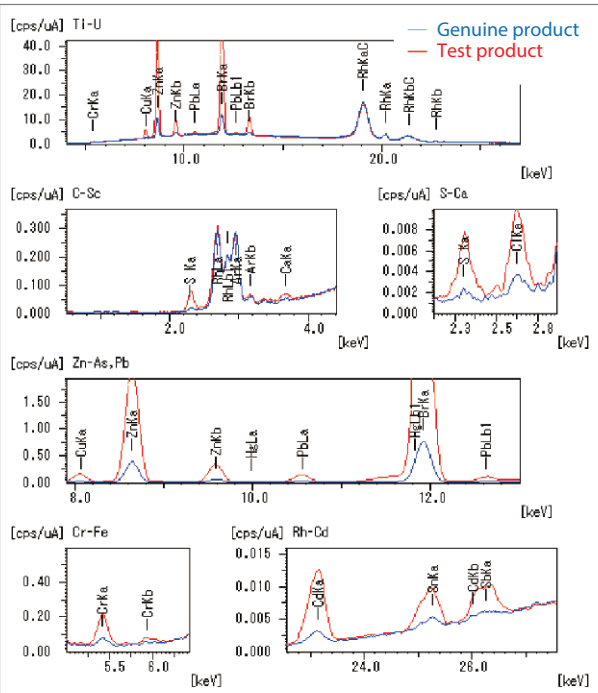 [cps/uA] Ti-U
Genuine product
Test product
40.0
30.0
20.0
10.0
0.0
CrKa
CuKa
ZnKa
ZnKb
PbLa
BrKa
PbLb1
BrKb
RhKaC
RhKa
RhKbC
RhKb
10.0 20.0
[keV]
[cps/uA] C-Sc
0.300
0.200
0.100
0.000
S Ka
RhLa
RhLb1
ArKa
ArKb
CaKa
2.0 4.0
[keV]
[cps/uA] S-Ca
0.008
0.006
0.004
0.002
0.000
S Ka
ClKa
2.3 2.5 2.8
[keV]
[cps/uA] Zn-As,Pb
1.50
1.00
0.50
0.00
CuKa
ZnKa
ZnKb
HgLa
PbLa
HgLb1
BrKa
PbLb1
8.0 10.0 12.0
[keV]
[cps/uA] Cr-Fe
0.40
0.20
0.00
CrKa
CrKb
5.5 6.0
[keV]
[cps/uA] Rh-Cd
0.015
0.010
0.005
0.000
CdKa
SnKa
CdKb
SbKa
24.0 26.0
[keV]